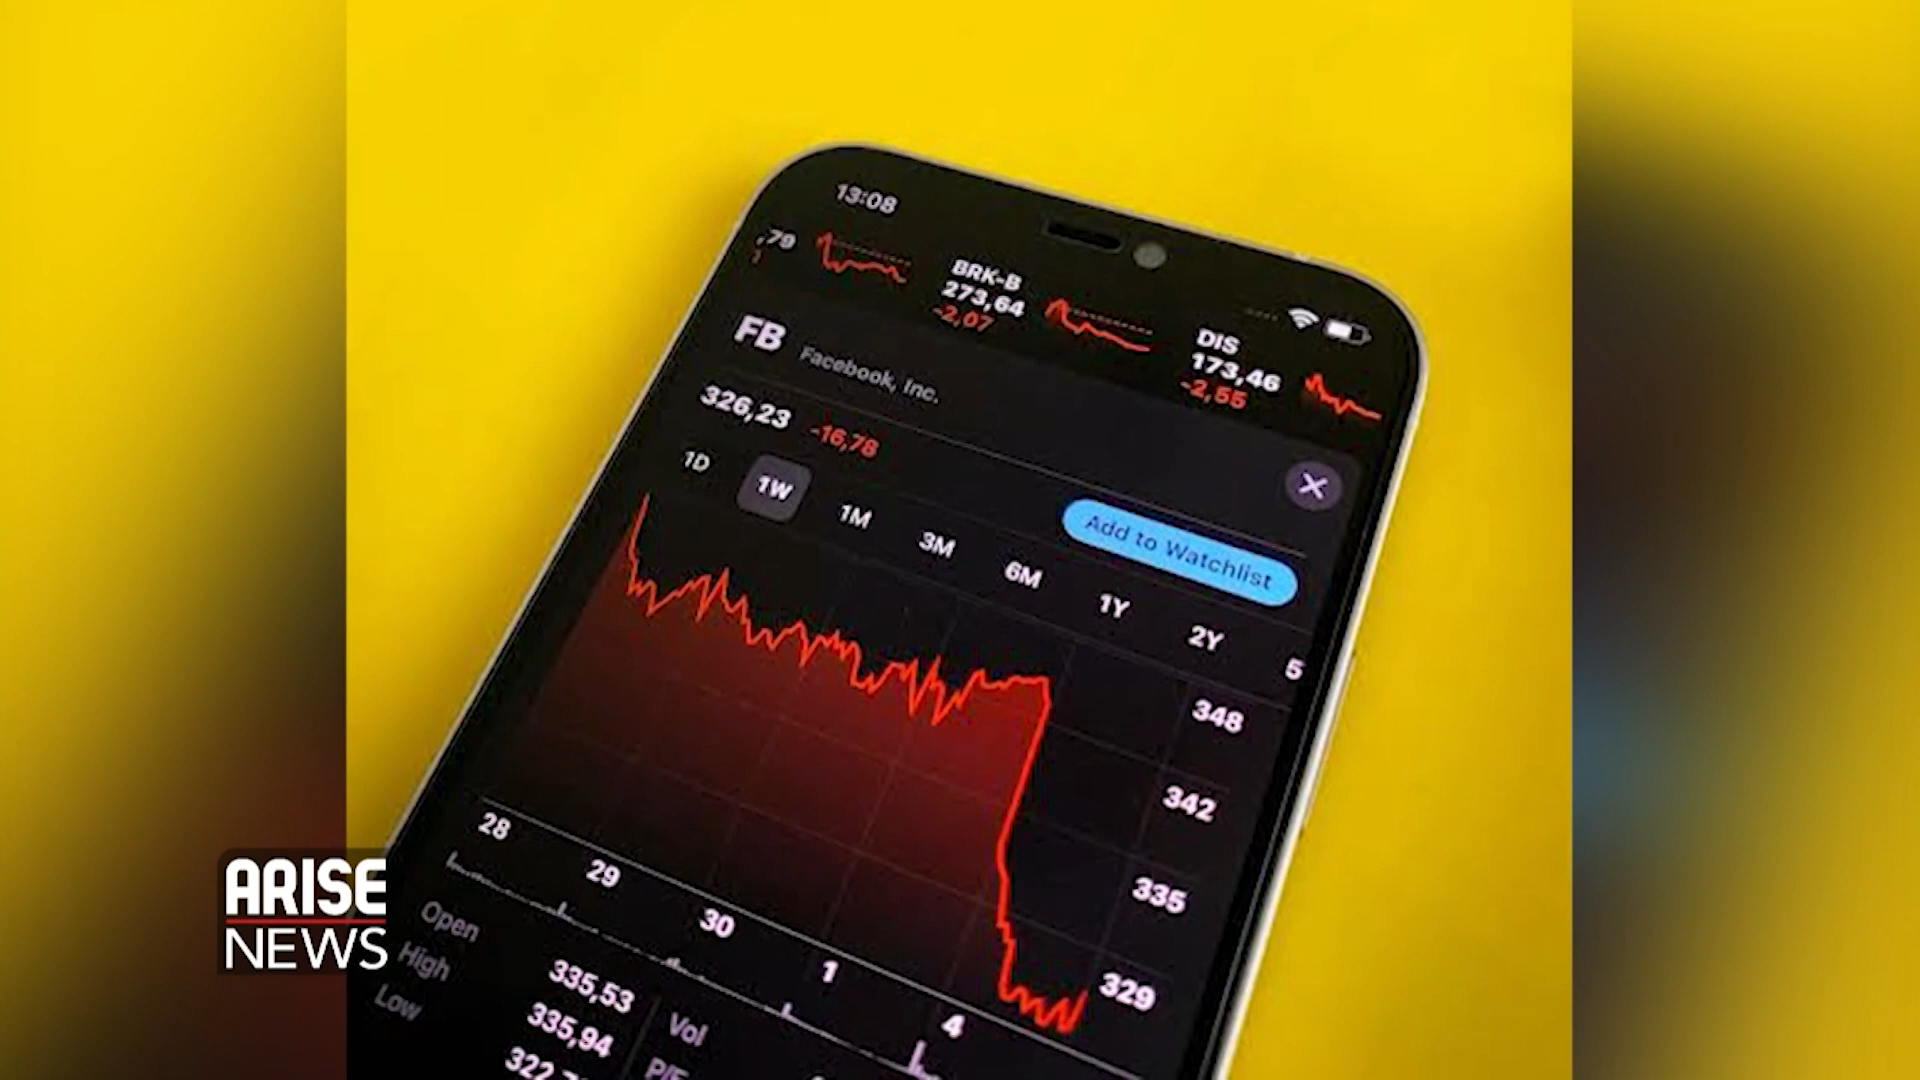 13:08
,79
BRK-B
273,64
-2,07
DIS
173,46
-2,55
FB Facebook, Inc.
326,23 -16,78
Add to Watchlist
1D 1W 1M 3M 6M 1Y 2Y 5
348
342
335
329
28 29 30 1 4
Open 335,53 Vol
High 335,94
Low
ARISE
NEWS